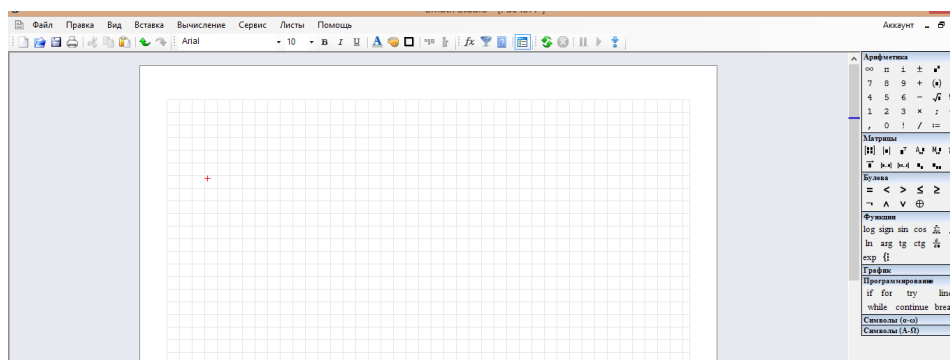 Файл Правка Вид Вставка Вычисление Сервис Листы Помощь Аккаунт
Arial 10 B I U fx
Арифметика
∞ π i ±
7 8 9 +
4 5 6 −
1 2 3 × ;
, 0 ! / :=
Матрицы
Булева
= < > ≤ ≥
¬ ∧ ∨ ⊕
Функции
log sign sin cos
ln arg tg ctg
exp
График
Программирование
if for try line
while continue
Символы (α-ω)
Символы (Α-Ω)